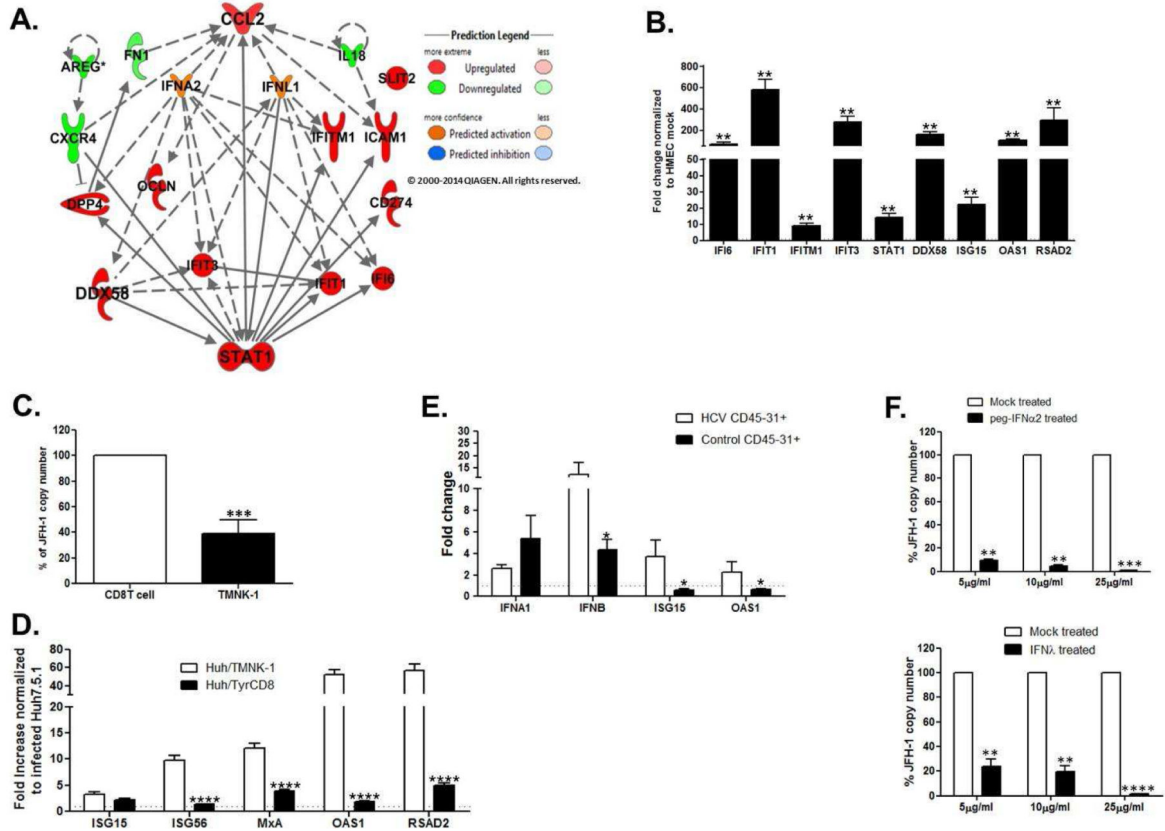 A.
CCL2
AREG*
FN1
IL18
SLIT2
IFNA2
IFNL1
CXCR4
IFITM1
ICAM1
OCLN
DPP4
CD274
IFIT3
DDX58
IFIT1
IFI6
STAT1
Prediction Legend
more extreme less
Upregulated
Downregulated
more confidence less
Predicted activation
Predicted inhibition
© 2000-2014 QIAGEN. All rights reserved.
B.
Fold change normalized
to HMEC mock
800
600
400
200
50
40
30
20
10
0
** ** ** ** ** ** ** ** **
IFI6 IFIT1 IFITM1 IFIT3 STAT1 DDX58 ISG15 OAS1 RSAD2
C.
% of JFH-1 copy number
120
100
80
60
40
20
0
***
CD8T cell TMNK-1
D.
Huh/TMNK-1
Huh/TyrCD8
Fold Increase normalized
to infected Huh7.5.1
80
60
40
20
20
15
10
5
0
**** **** **** ****
ISG15 ISG56 MxA OAS1 RSAD2
E.
HCV CD45-31+
Control CD45-31+
Fold change
30
25
20
15
10
8
6
4
2
0
* * *
IFNA1 IFNB ISG15 OAS1
F.
Mock treated
peg-IFNα2 treated
% JFH-1 copy number
120
100
80
60
40
20
0
** ** ***
5µg/ml 10µg/ml 25µg/ml
Mock treated
IFNλ treated
% JFH-1 copy number
120
100
80
60
40
20
0
** ** ****
5µg/ml 10µg/ml 25µg/ml